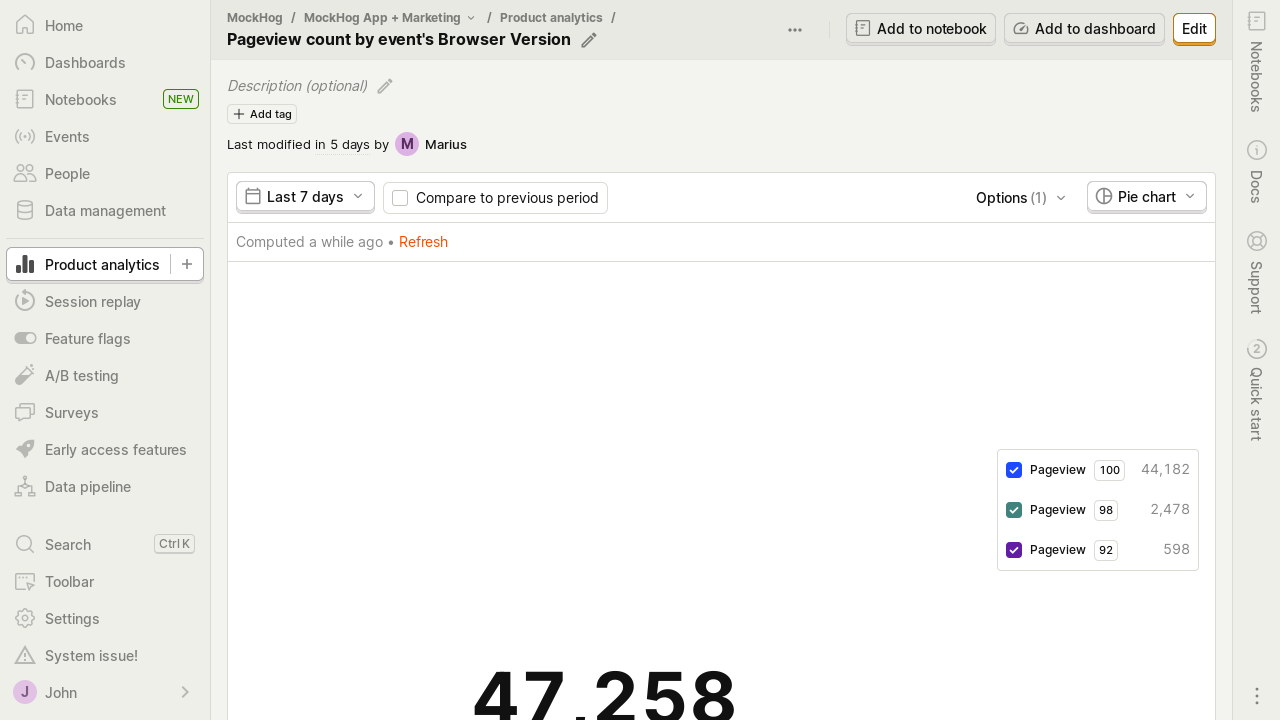 Home
Dashboards
Notebooks NEW
Events
People
Data management
Product analytics
Session replay
Feature flags
A/B testing
Surveys
Early access features
Data pipeline
Search Ctrl K
Toolbar
Settings
System issue!
J John
MockHog / MockHog App + Marketing / Product analytics /
Pageview count by event's Browser Version
Add to notebook Add to dashboard Edit
Description (optional)
Add tag
Last modified in 5 days by M Marius
Last 7 days Compare to previous period Options (1) Pie chart
Computed a while ago • Refresh
Pageview 100 44,182
Pageview 98 2,478
Pageview 92 598
47,258
Notebooks
Docs
Support
2 Quick start